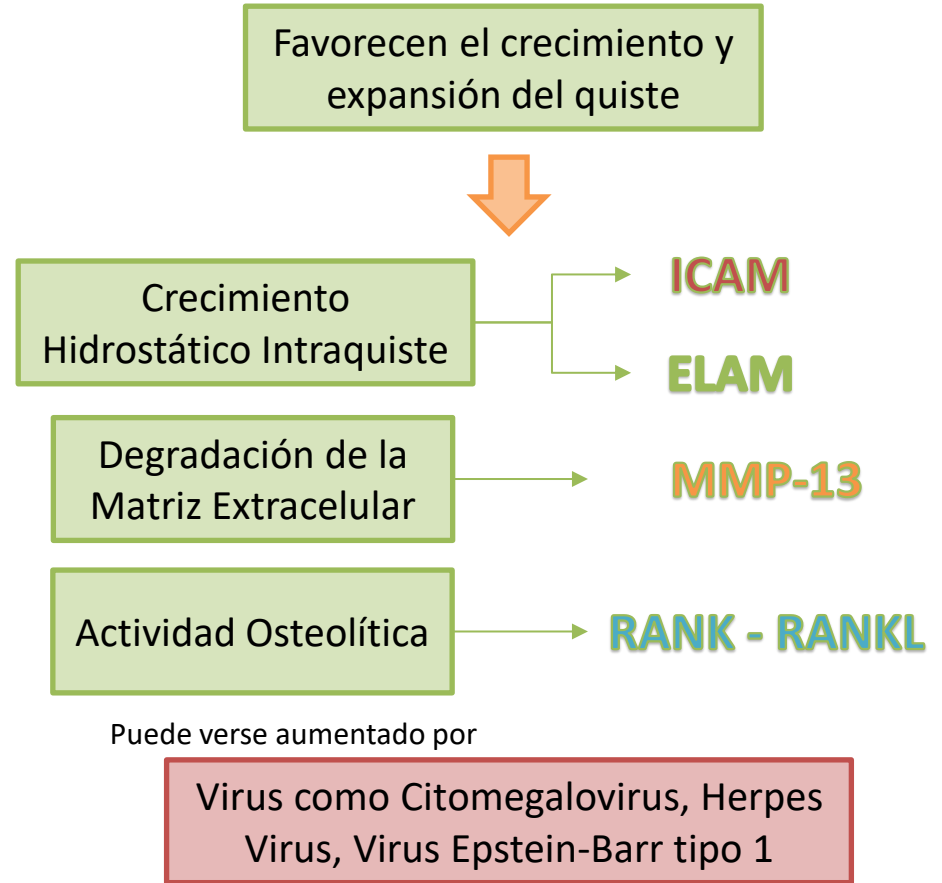 Favorecen el crecimiento y
expansión del quiste
Crecimiento
Hidrostático Intraquiste
ICAM
ELAM
Degradación de la
Matriz Extracelular
MMP-13
Actividad Osteolítica
RANK - RANKL
Puede verse aumentado por
Virus como Citomegalovirus, Herpes
Virus, Virus Epstein-Barr tipo 1